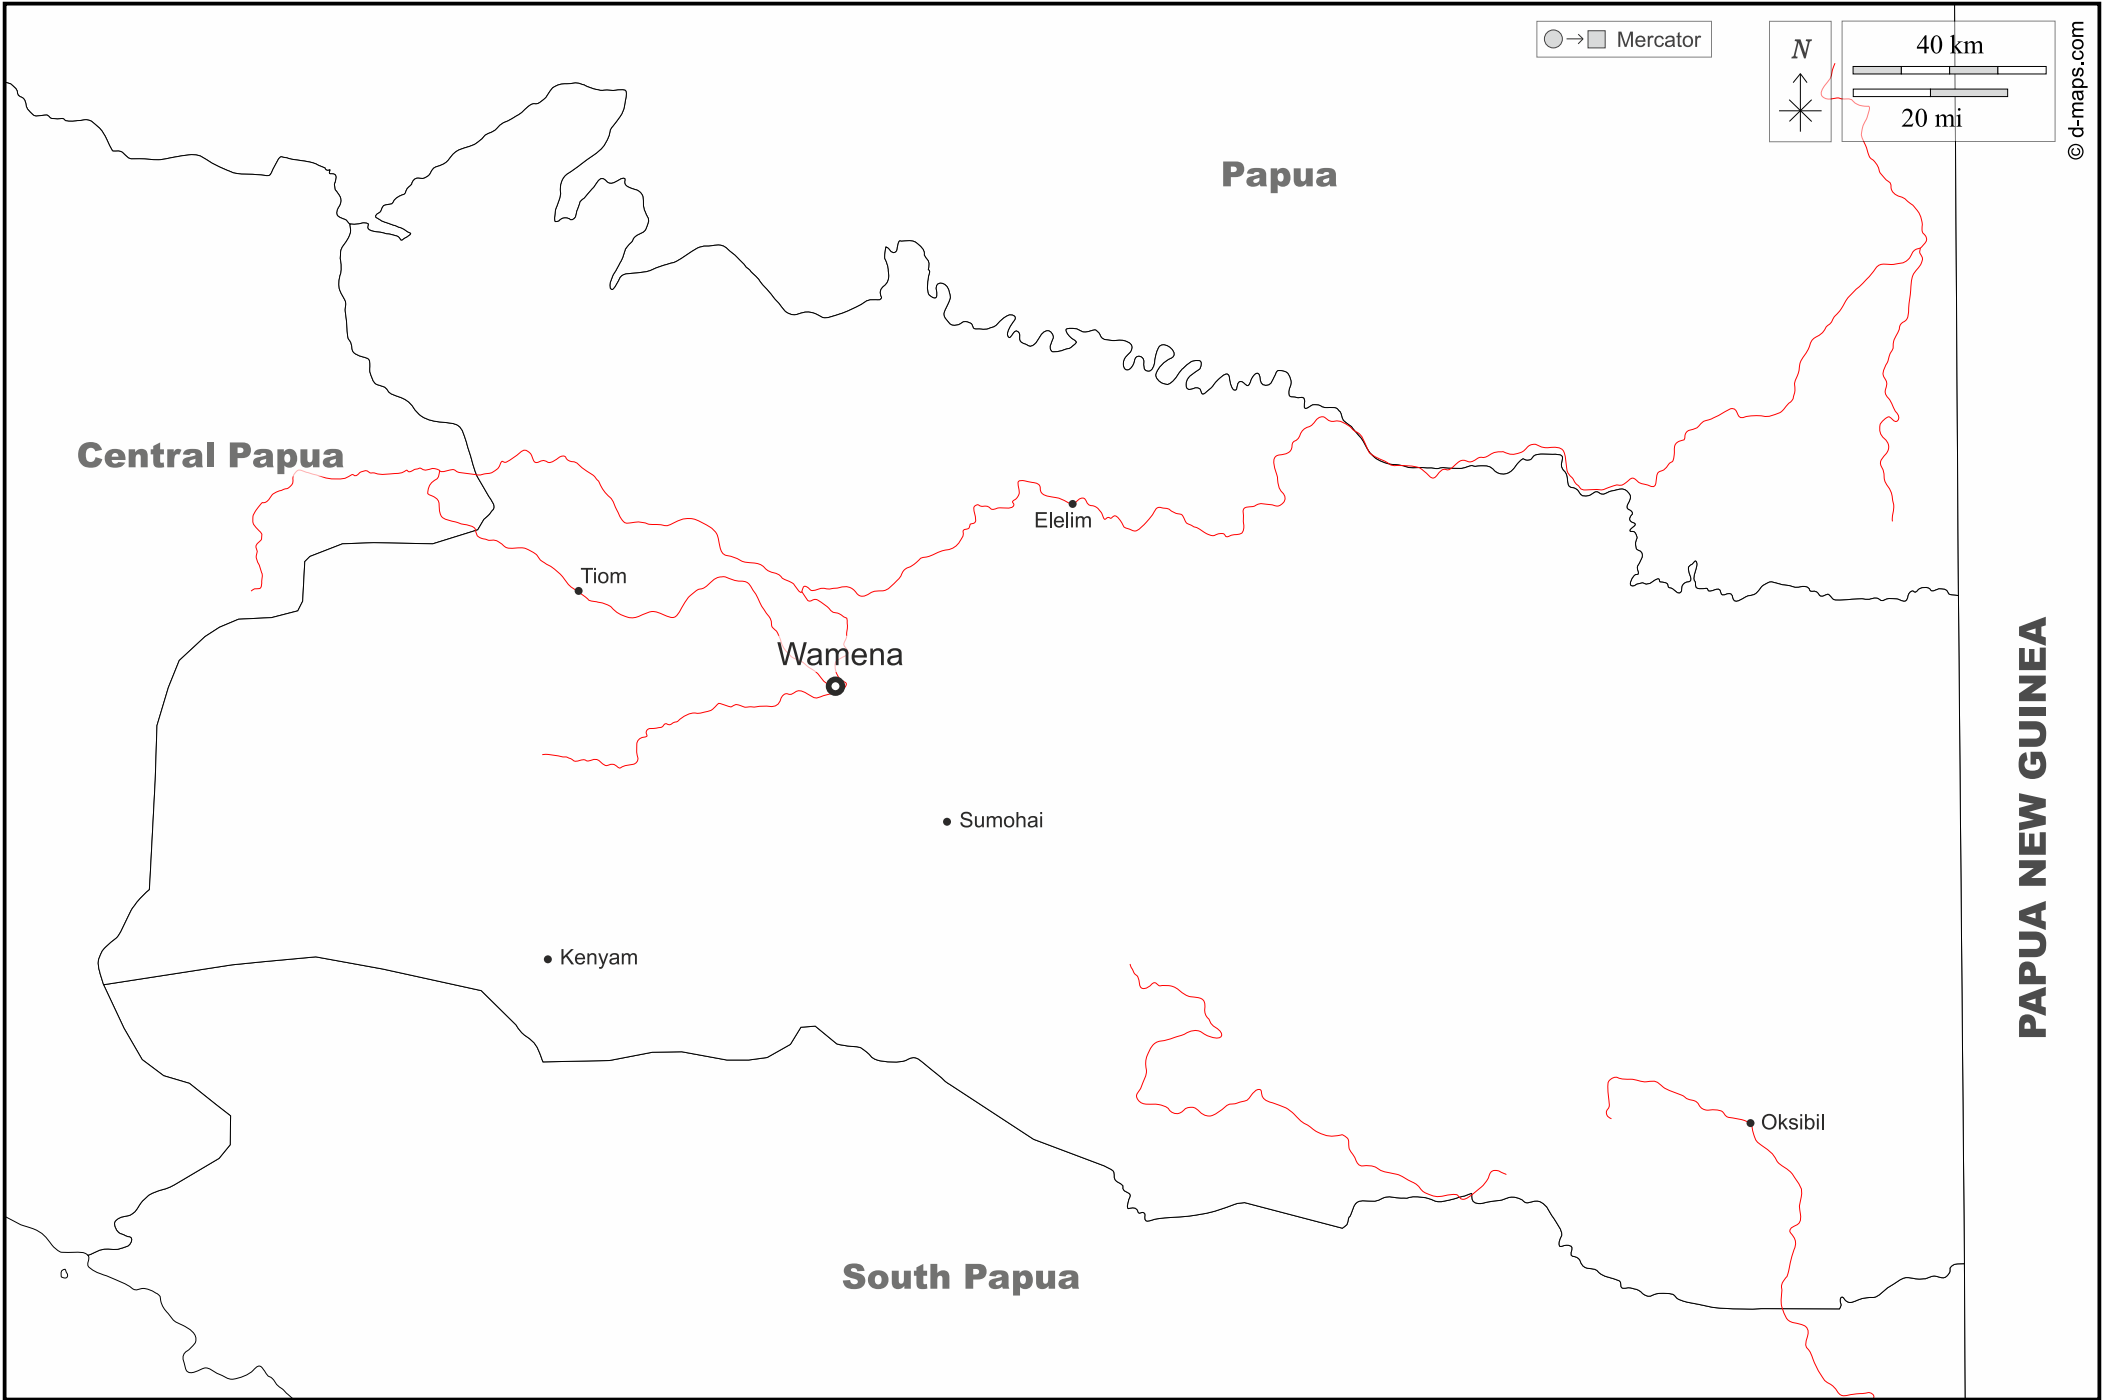 Mercator
N
40 km
20 mi
© d-maps.com
Papua
Central Papua
Elelim
Tiom
Wamena
PAPUA NEW GUINEA
Sumohai
Kenyam
Oksibil
South Papua